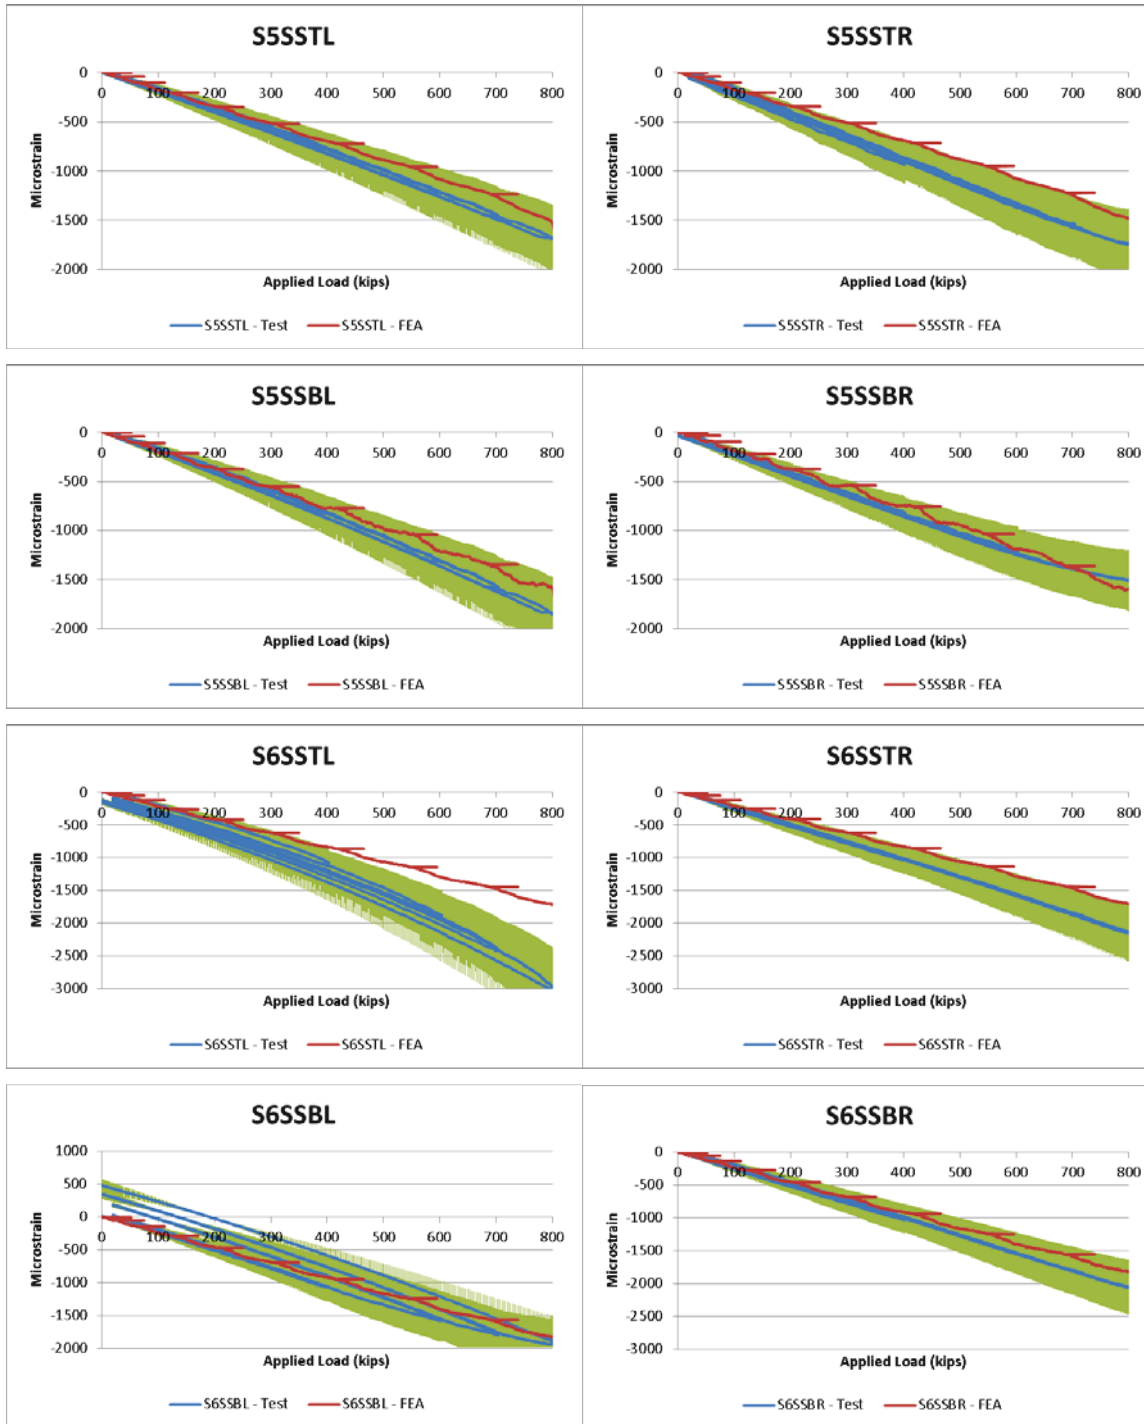 S5SSTL
0
0 100 200 300 400 500 600 700 800
-500
-1000
-1500
-2000
Microstrain
Applied Load (kips)
S5SSTL - Test S5SSTL - FEA
S5SSTR
0
0 100 200 300 400 500 600 700 800
-500
-1000
-1500
-2000
Microstrain
Applied Load (kips)
S5SSTR - Test S5SSTR - FEA
S5SSBL
0
0 100 200 300 400 500 600 700 800
-500
-1000
-1500
-2000
Microstrain
Applied Load (kips)
S5SSBL - Test S5SSBL - FEA
S5SSBR
0
0 100 200 300 400 500 600 700 800
-500
-1000
-1500
-2000
Microstrain
Applied Load (kips)
S5SSBR - Test S5SSBR - FEA
S6SSTL
0
0 100 200 300 400 500 600 700 800
-500
-1000
-1500
-2000
-2500
-3000
Microstrain
Applied Load (kips)
S6SSTL - Test S6SSTL - FEA
S6SSTR
0
0 100 200 300 400 500 600 700 800
-500
-1000
-1500
-2000
-2500
-3000
Microstrain
Applied Load (kips)
S6SSTR - Test S6SSTR - FEA
S6SSBL
1000
500
0
0 100 200 300 400 500 600 700 800
-500
-1000
-1500
-2000
Microstrain
Applied Load (kips)
S6SSBL - Test S6SSBL - FEA
S6SSBR
0
0 100 200 300 400 500 600 700 800
-500
-1000
-1500
-2000
-2500
-3000
Microstrain
Applied Load (kips)
S6SSBR - Test S6SSBR - FEA